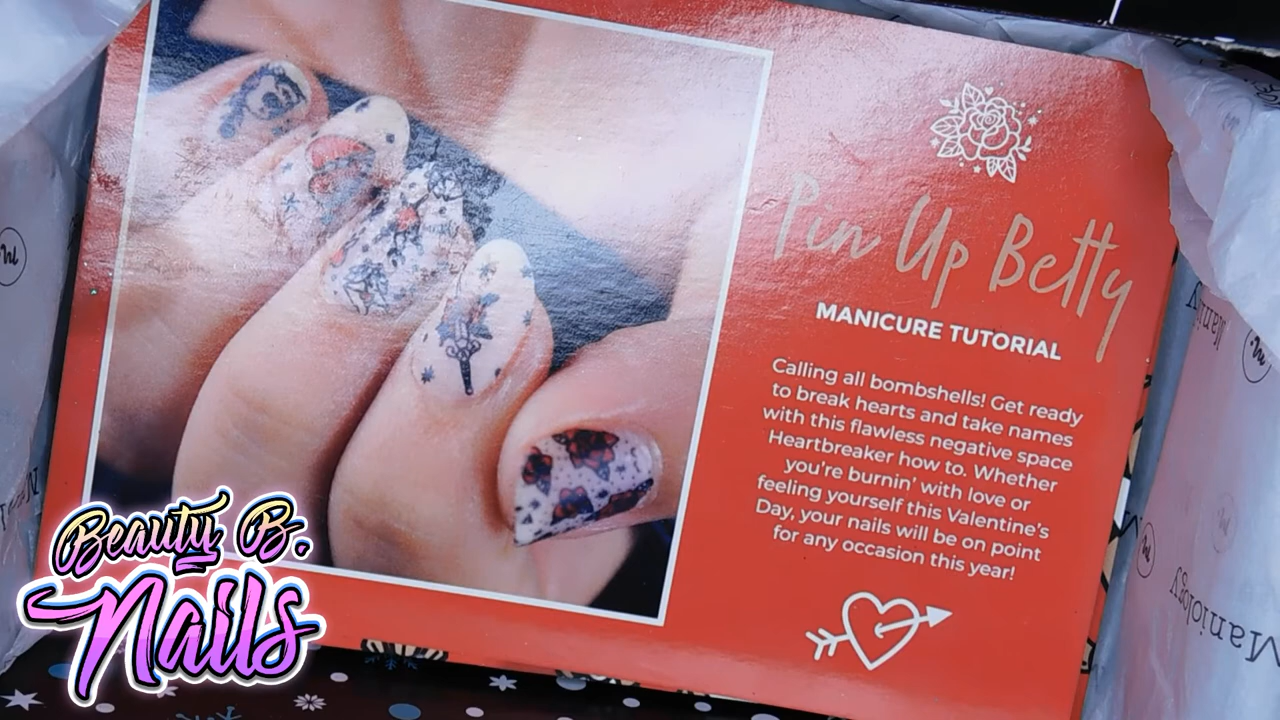 Pin Up Betty
MANICURE TUTORIAL
Calling all bombshells! Get ready
to break hearts and take names
with this flawless negative space
Heartbreaker how to. Whether
you're burnin' with love or
feeling yourself this Valentine's
Day, your nails will be on point
for any occasion this year!
Beauty B.
Nails
Maniology